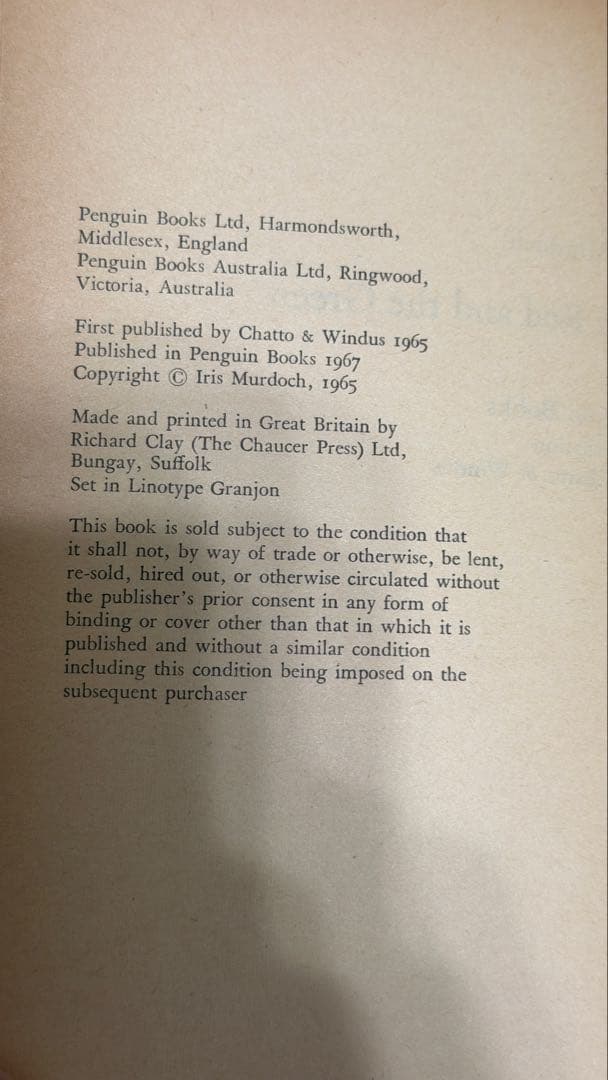 Penguin Books Ltd, Harmondsworth,
Middlesex, England
Penguin Books Australia Ltd, Ringwood,
Victoria, Australia
First published by Chatto & Windus 1965
Published in Penguin Books 1967
Copyright © Iris Murdoch, 1965
Made and printed in Great Britain by
Richard Clay (The Chaucer Press) Ltd,
Bungay, Suffolk
Set in Linotype Granjon
This book is sold subject to the condition that
it shall not, by way of trade or otherwise, be lent,
re-sold, hired out, or otherwise circulated without
the publisher's prior consent in any form of
binding or cover other than that in which it is
published and without a similar condition
including this condition being imposed on the
subsequent purchaser